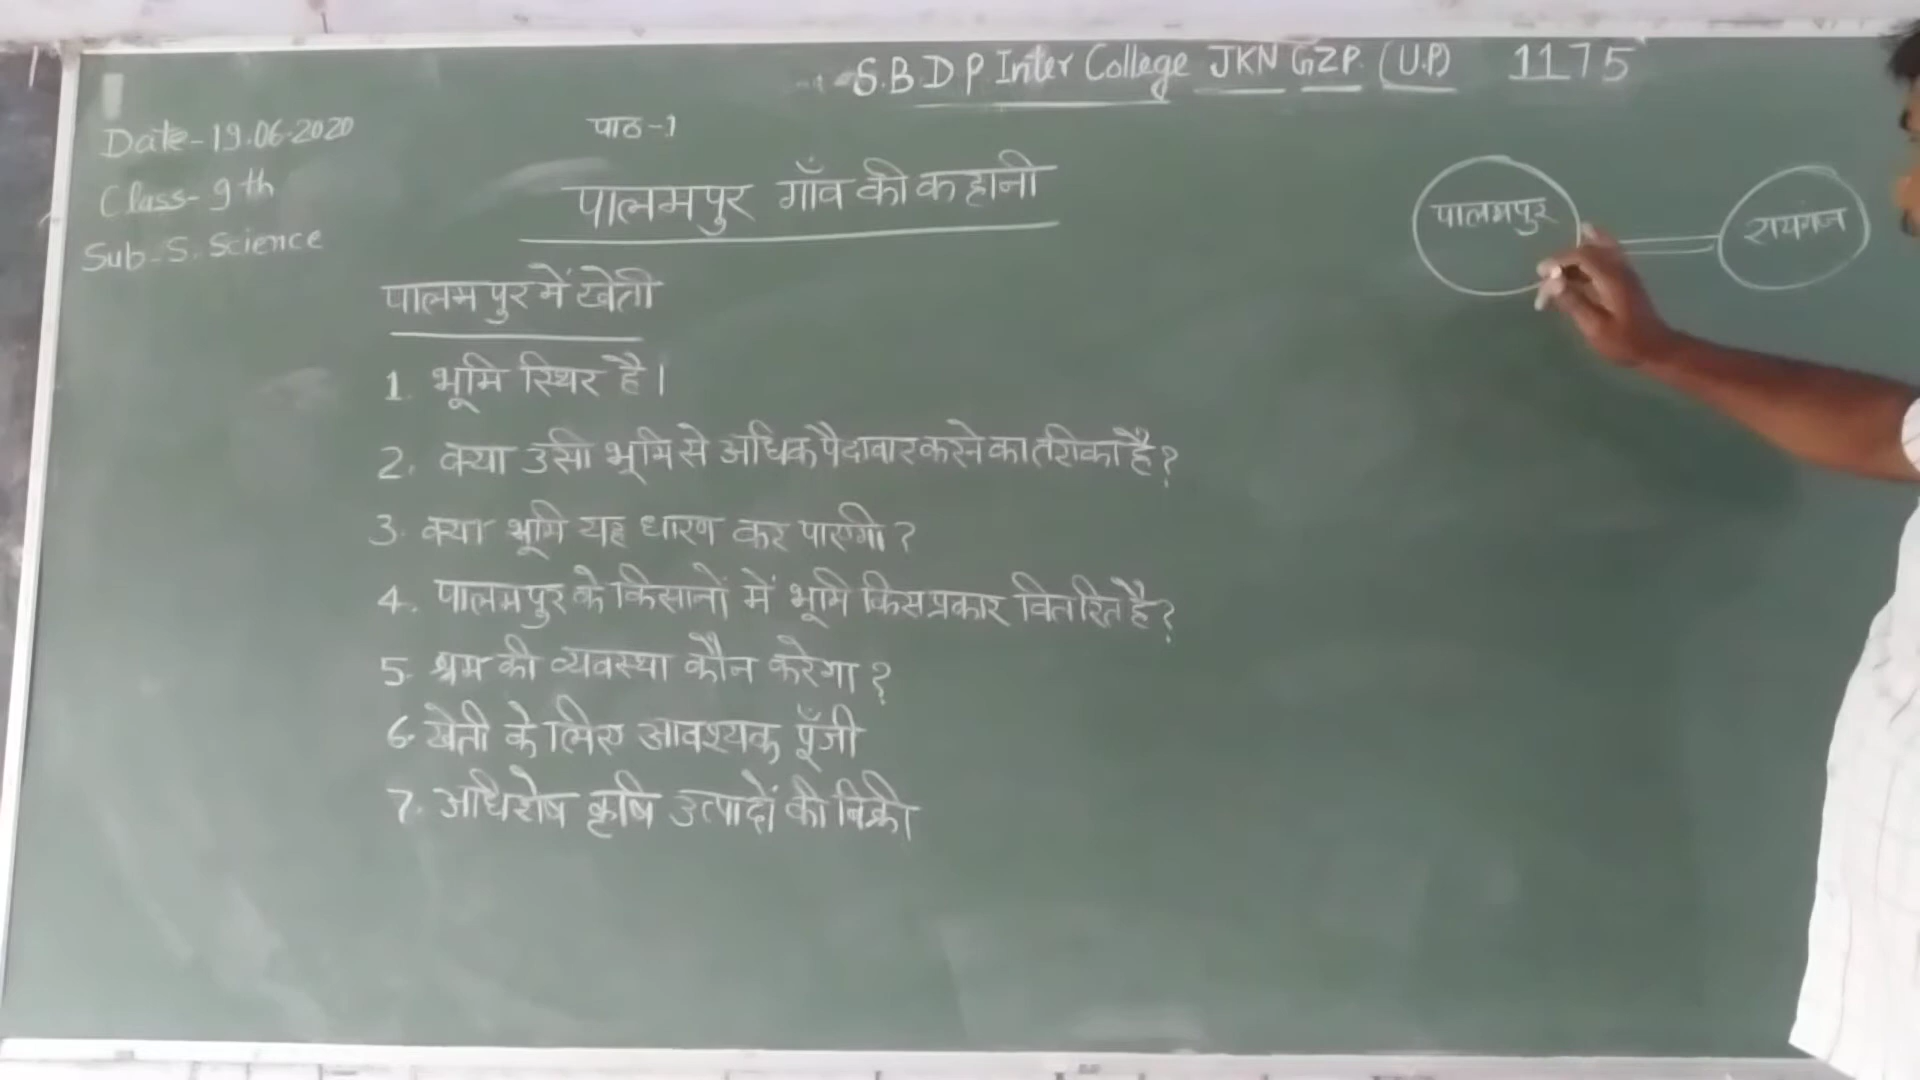 S.B D P Inter College JKN GZP. (U.P) 1175
Date-19.06.2020
Class-9th
Sub-S. Science
पाठ-1
पालमपुर गाँव की कहानी
पालमपुर
रायगंज
पालमपुर में खेती
1. भूमि स्थिर है।
2. क्या उसी भूमि से अधिक पैदावार करने का तरीका है?
3. क्या भूमि यह धारण कर पाएगी?
4. पालमपुर के किसानों में भूमि किस प्रकार वितरित है?
5. श्रम की व्यवस्था कौन करेगा?
6. खेती के लिए आवश्यक पूँजी
7. अधिशेष कृषि उत्पादों की बिक्री